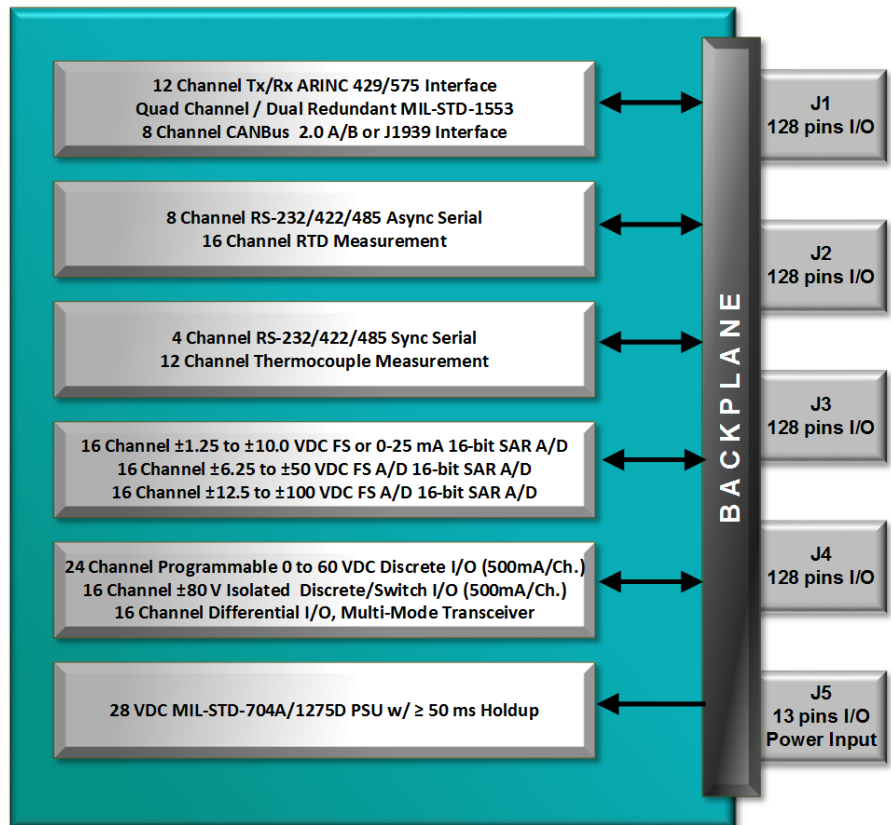 12 Channel Tx/Rx ARINC 429/575 Interface
Quad Channel / Dual Redundant MIL-STD-1553
8 Channel CANBus 2.0 A/B or J1939 Interface
8 Channel RS-232/422/485 Async Serial
16 Channel RTD Measurement
4 Channel RS-232/422/485 Sync Serial
12 Channel Thermocouple Measurement
16 Channel ±1.25 to ±10.0 VDC FS or 0-25 mA 16-bit SAR A/D
16 Channel ±6.25 to ±50 VDC FS A/D 16-bit SAR A/D
16 Channel ±12.5 to ±100 VDC FS A/D 16-bit SAR A/D
24 Channel Programmable 0 to 60 VDC Discrete I/O (500mA/Ch.)
16 Channel ±80 V Isolated Discrete/Switch I/O (500mA/Ch.)
16 Channel Differential I/O, Multi-Mode Transceiver
28 VDC MIL-STD-704A/1275D PSU w/ ≥ 50 ms Holdup
BACKPLANE
J1
128 pins I/O
J2
128 pins I/O
J3
128 pins I/O
J4
128 pins I/O
J5
13 pins I/O
Power Input